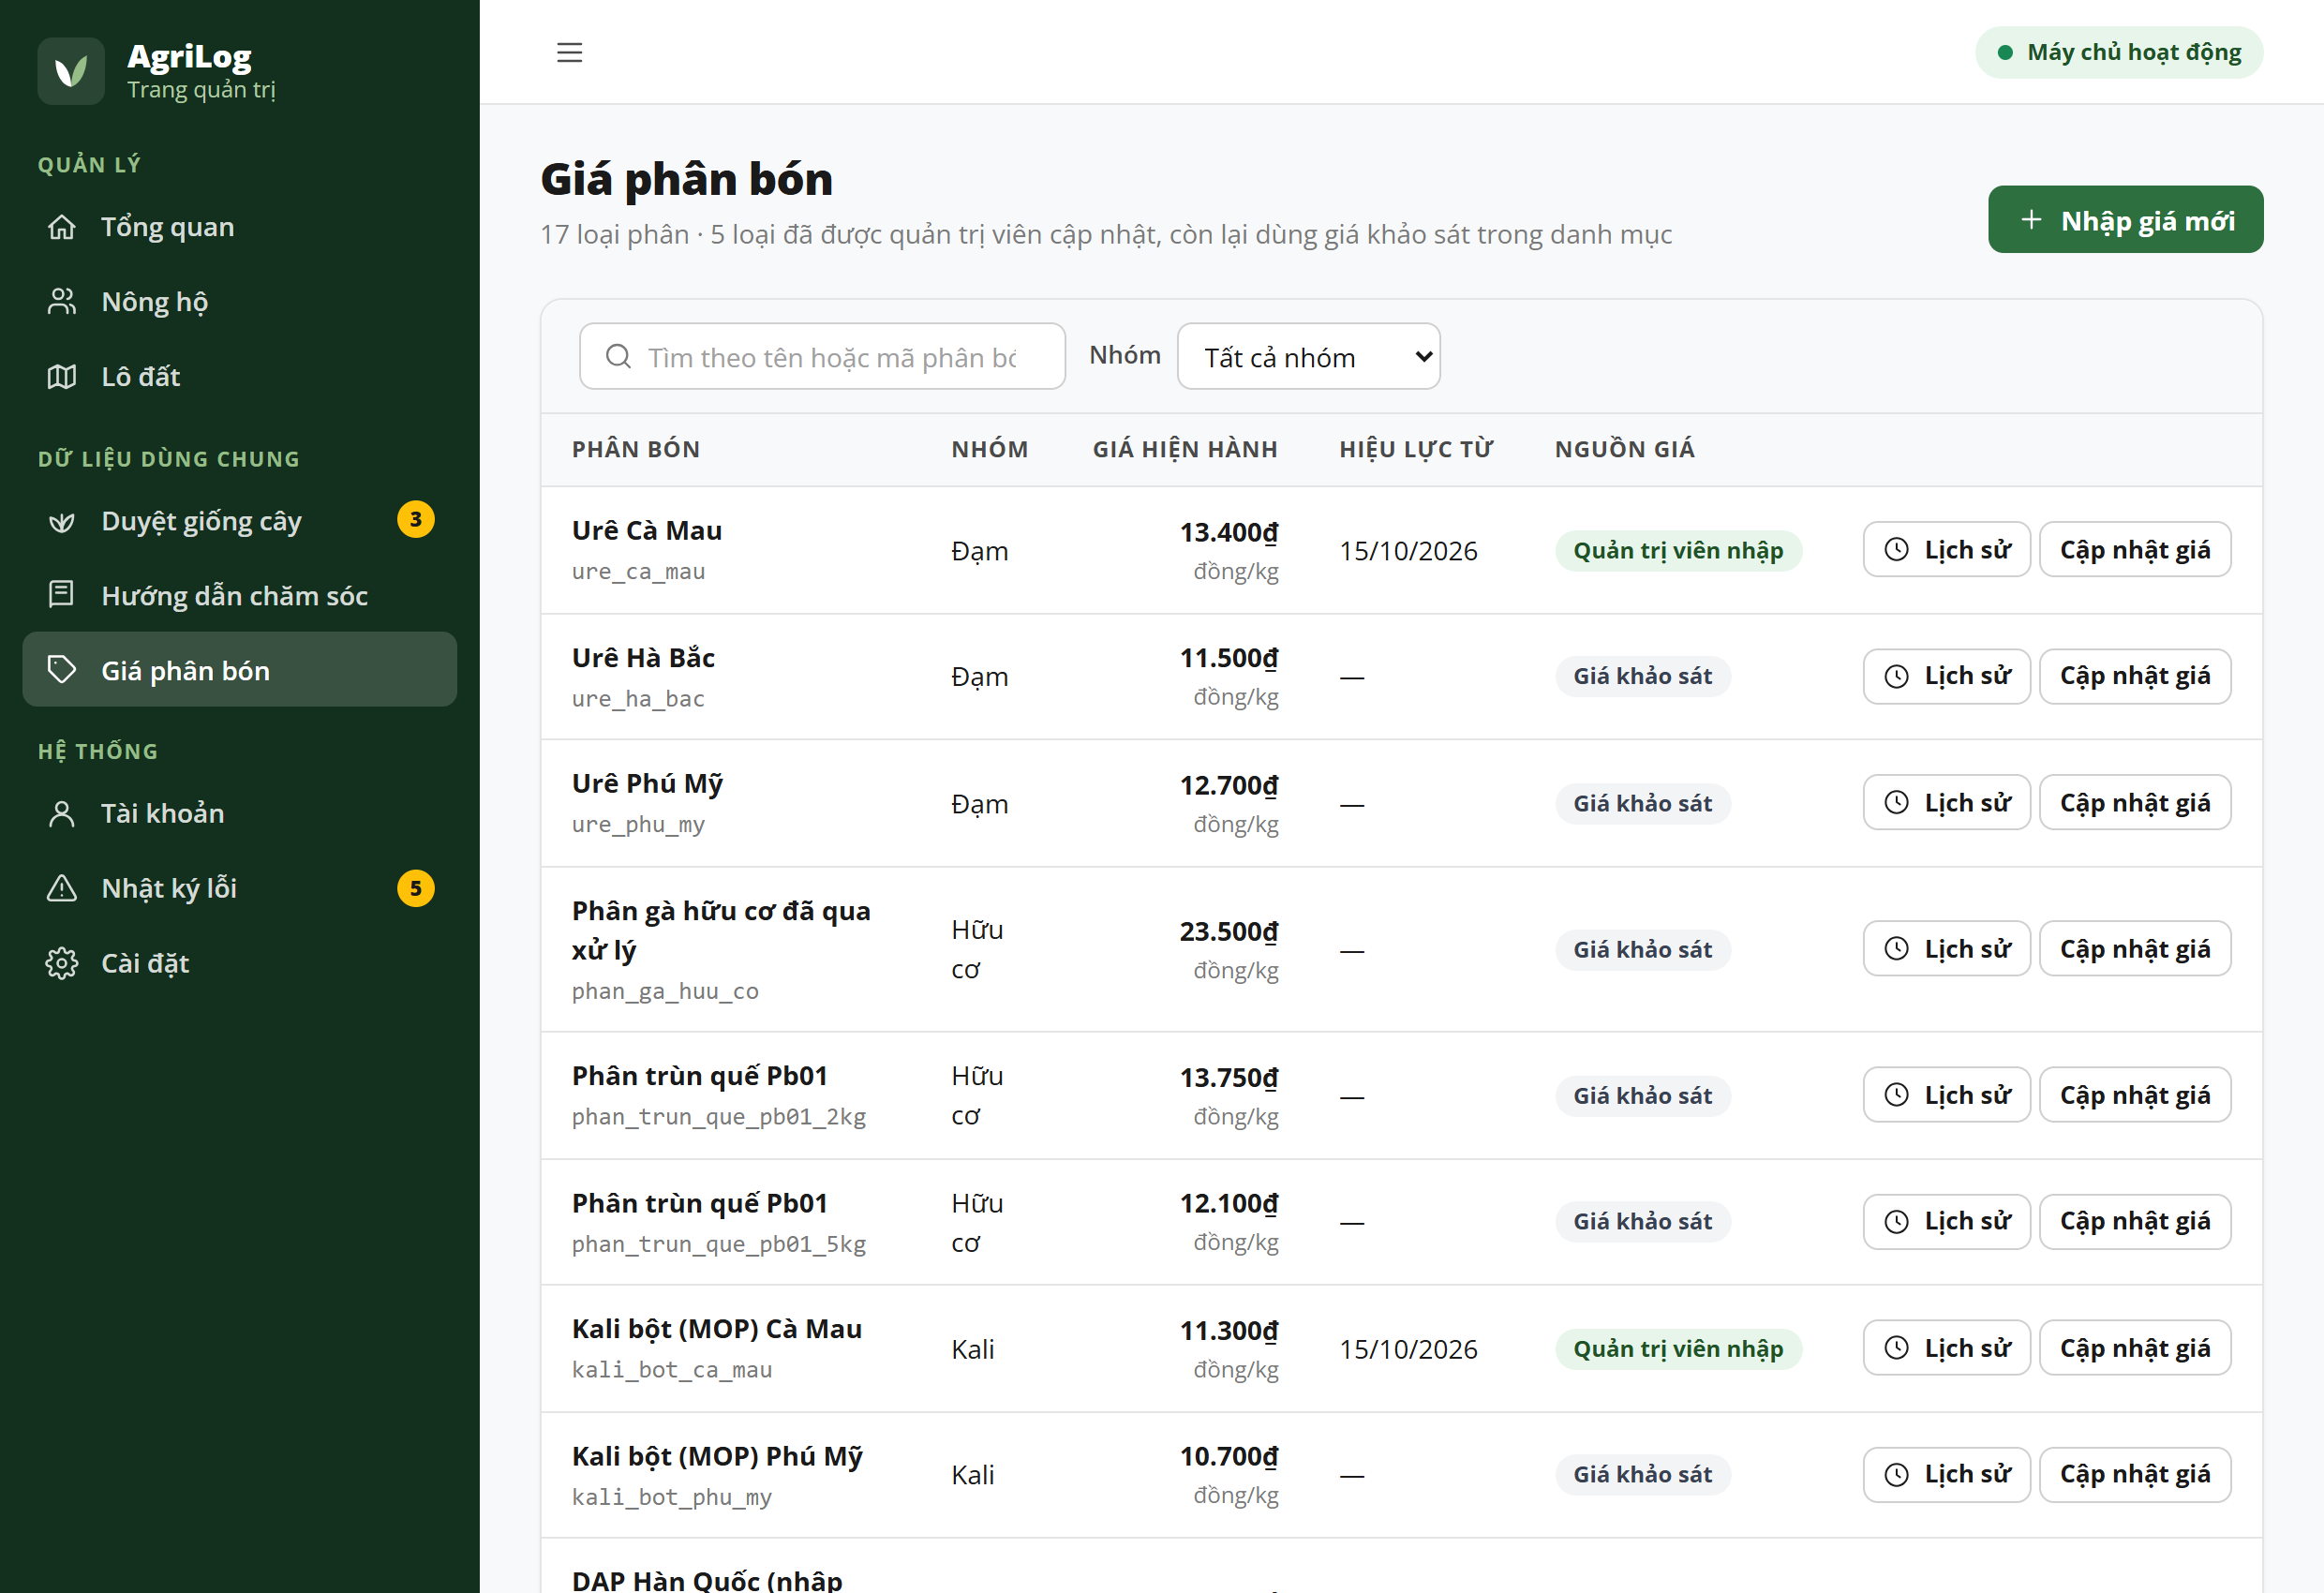 AgriLog
Trang quản trị
QUẢN LÝ
Tổng quan
Nông hộ
Lô đất
DỮ LIỆU DÙNG CHUNG
Duyệt giống cây 3
Hướng dẫn chăm sóc
Giá phân bón
HỆ THỐNG
Tài khoản
Nhật ký lỗi 5
Cài đặt
Máy chủ hoạt động
Giá phân bón
17 loại phân · 5 loại đã được quản trị viên cập nhật, còn lại dùng giá khảo sát trong danh mục
Nhập giá mới
Tìm theo tên hoặc mã phân bó
Nhóm
Tất cả nhóm
PHÂN BÓN NHÓM GIÁ HIỆN HÀNH HIỆU LỰC TỪ NGUỒN GIÁ
Urê Cà Mau
ure_ca_mau
Đạm
13.400₫
đồng/kg
15/10/2026
Quản trị viên nhập
Lịch sử
Cập nhật giá
Urê Hà Bắc
ure_ha_bac
Đạm
11.500₫
đồng/kg
—
Giá khảo sát
Lịch sử
Cập nhật giá
Urê Phú Mỹ
ure_phu_my
Đạm
12.700₫
đồng/kg
—
Giá khảo sát
Lịch sử
Cập nhật giá
Phân gà hữu cơ đã qua
xử lý
phan_ga_huu_co
Hữu
cơ
23.500₫
đồng/kg
—
Giá khảo sát
Lịch sử
Cập nhật giá
Phân trùn quế Pb01
phan_trun_que_pb01_2kg
Hữu
cơ
13.750₫
đồng/kg
—
Giá khảo sát
Lịch sử
Cập nhật giá
Phân trùn quế Pb01
phan_trun_que_pb01_5kg
Hữu
cơ
12.100₫
đồng/kg
—
Giá khảo sát
Lịch sử
Cập nhật giá
Kali bột (MOP) Cà Mau
kali_bot_ca_mau
Kali
11.300₫
đồng/kg
15/10/2026
Quản trị viên nhập
Lịch sử
Cập nhật giá
Kali bột (MOP) Phú Mỹ
kali_bot_phu_my
Kali
10.700₫
đồng/kg
—
Giá khảo sát
Lịch sử
Cập nhật giá
DAP Hàn Quốc (nhập